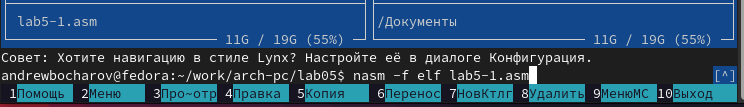 lab5-1.asm /Документы
11G / 19G (55%) 11G / 19G (55%)
Совет: Хотите навигацию в стиле Lynx? Настройте её в диалоге Конфигурация.
andrewbocharov@fedora:~/work/arch-pc/lab05$ nasm -f elf lab5-1.asm [^]
1Помощь 2Меню 3Про~отр 4Правка 5Копия 6Перенос 7НовКтлг 8Удалить 9МенюMC 10Выход